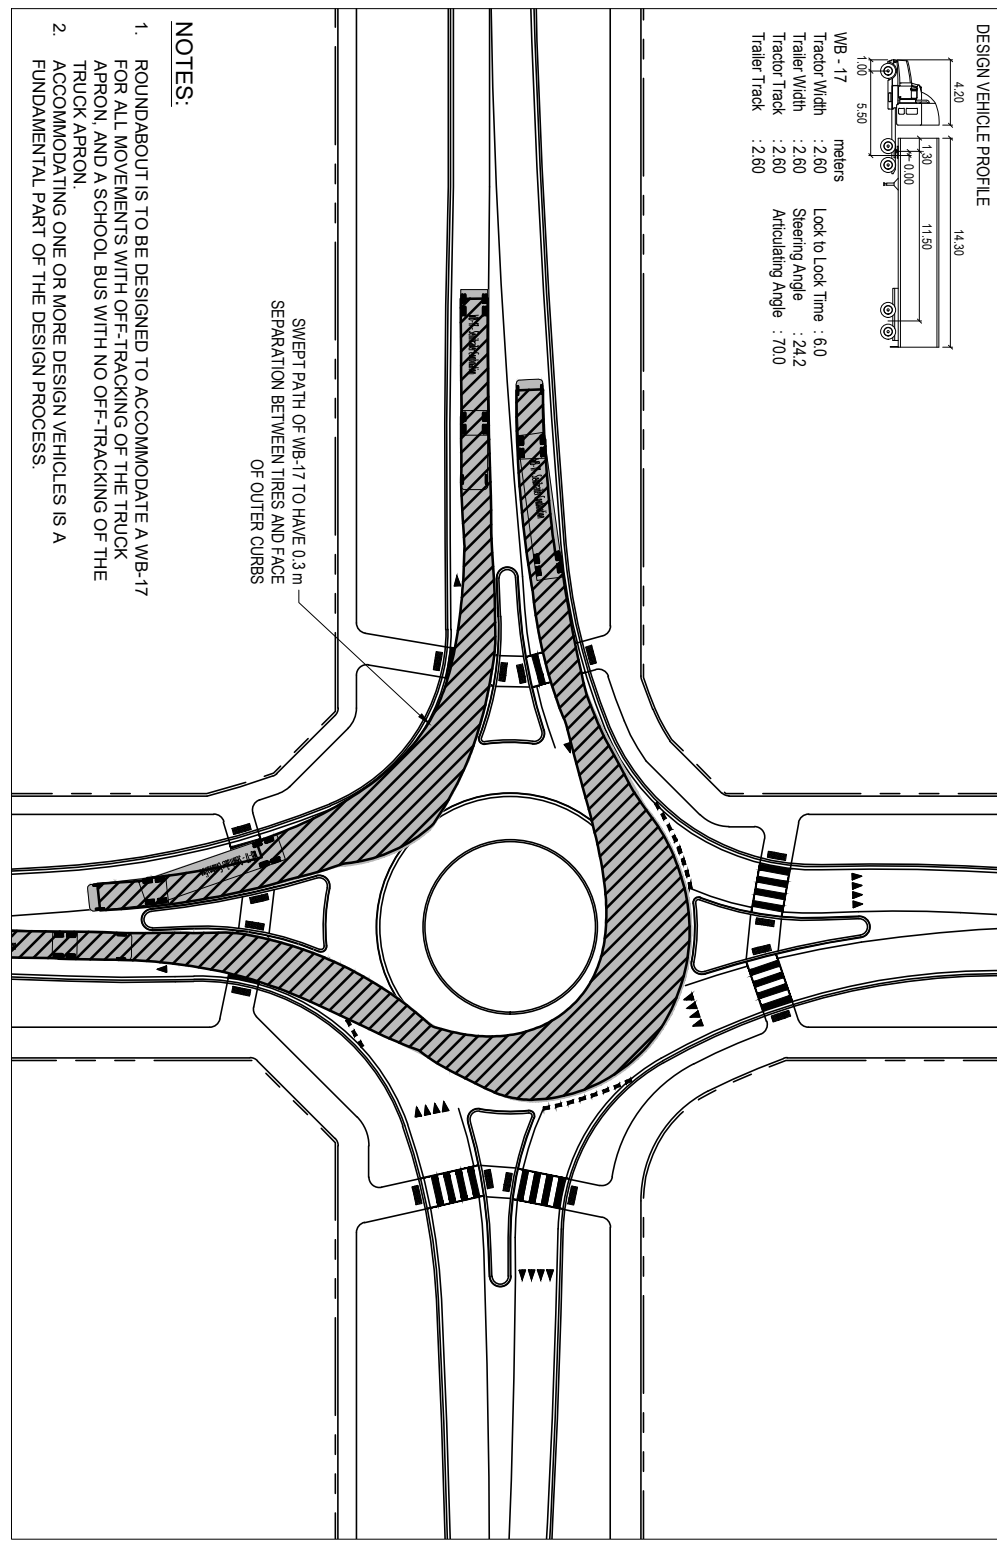 DESIGN VEHICLE PROFILE
4.20
14.30
1.30
0.00
11.50
1.00
5.50
WB - 17 meters
Tractor Width : 2.60 Lock to Lock Time : 6.0
Trailer Width : 2.60 Steering Angle : 24.2
Tractor Track : 2.60 Articulating Angle : 70.0
Trailer Track : 2.60
SWEPT PATH OF WB-17 TO HAVE 0.3 m
SEPARATION BETWEEN TIRES AND FACE
OF OUTER CURBS
NOTES:
1. ROUNDABOUT IS TO BE DESIGNED TO ACCOMMODATE A WB-17
FOR ALL MOVEMENTS WITH OFF-TRACKING OF THE TRUCK
APRON, AND A SCHOOL BUS WITH NO OFF-TRACKING OF THE
TRUCK APRON.
2. ACCOMMODATING ONE OR MORE DESIGN VEHICLES IS A
FUNDAMENTAL PART OF THE DESIGN PROCESS.